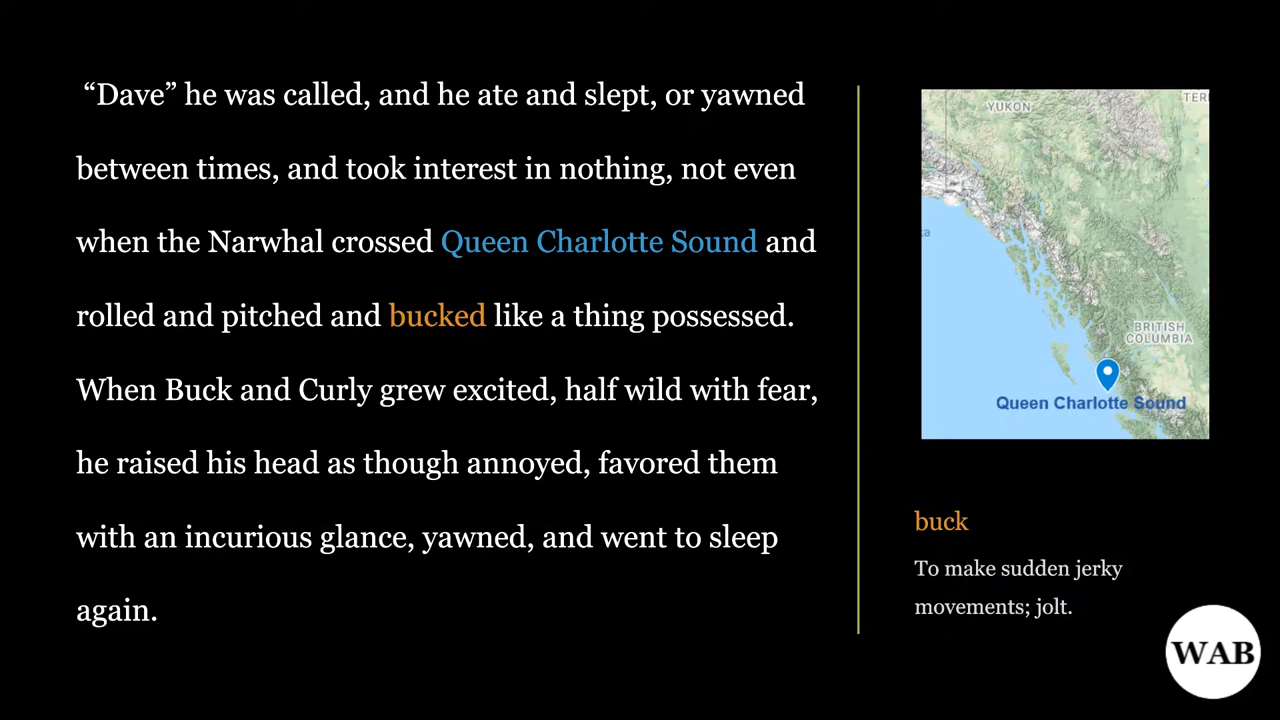 “Dave” he was called, and he ate and slept, or yawned
between times, and took interest in nothing, not even
when the Narwhal crossed Queen Charlotte Sound and
rolled and pitched and bucked like a thing possessed.
When Buck and Curly grew excited, half wild with fear,
he raised his head as though annoyed, favored them
with an incurious glance, yawned, and went to sleep
again.
YUKON
TERI
BRITISH
COLUMBIA
Queen Charlotte Sound
buck
To make sudden jerky
movements; jolt.
WAB